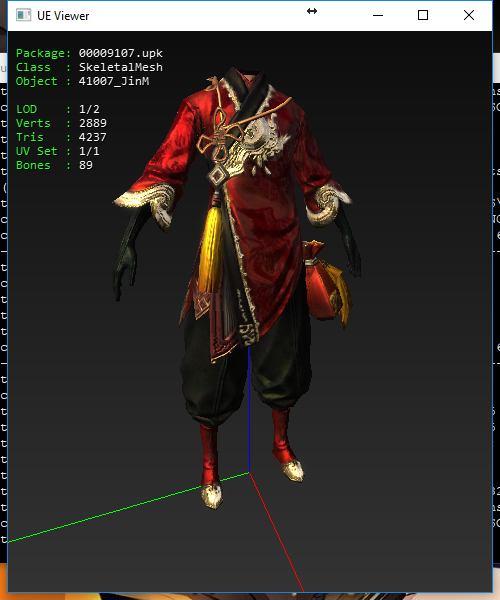 UE Viewer
Package: 00009107.upk
Class  : SkeletalMesh
Object : 41007_JinM
LOD    : 1/2
Verts  : 2889
Tris   : 4237
UV Set : 1/1
Bones  : 89